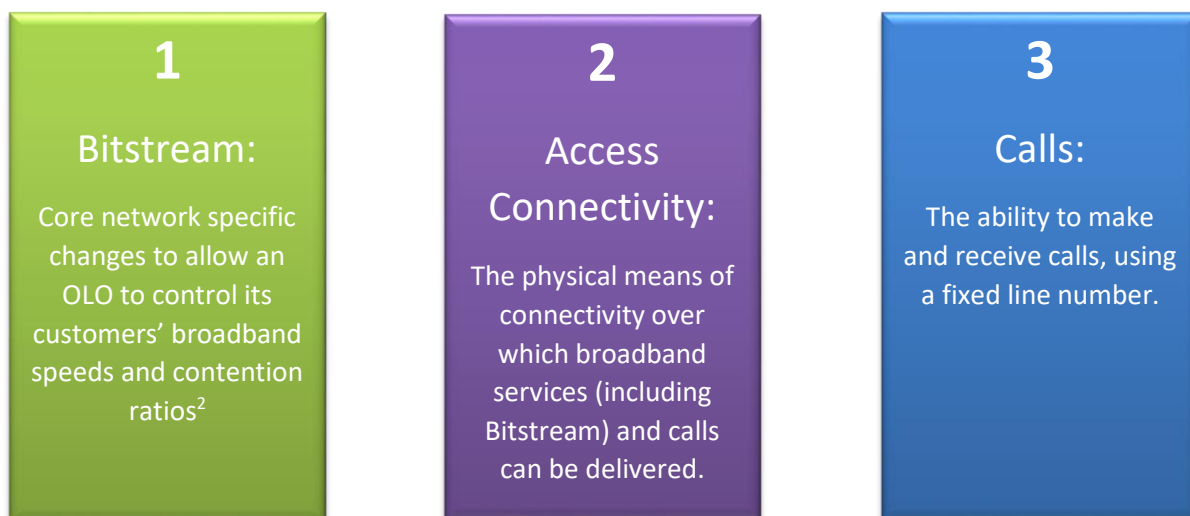 1
Bitstream:
Core network specific
changes to allow an
OLO to control its
customers’ broadband
speeds and contention
ratios²
2
Access
Connectivity:
The physical means of
connectivity over
which broadband
services (including
Bitstream) and calls
can be delivered.
3
Calls:
The ability to make
and receive calls, using
a fixed line number.